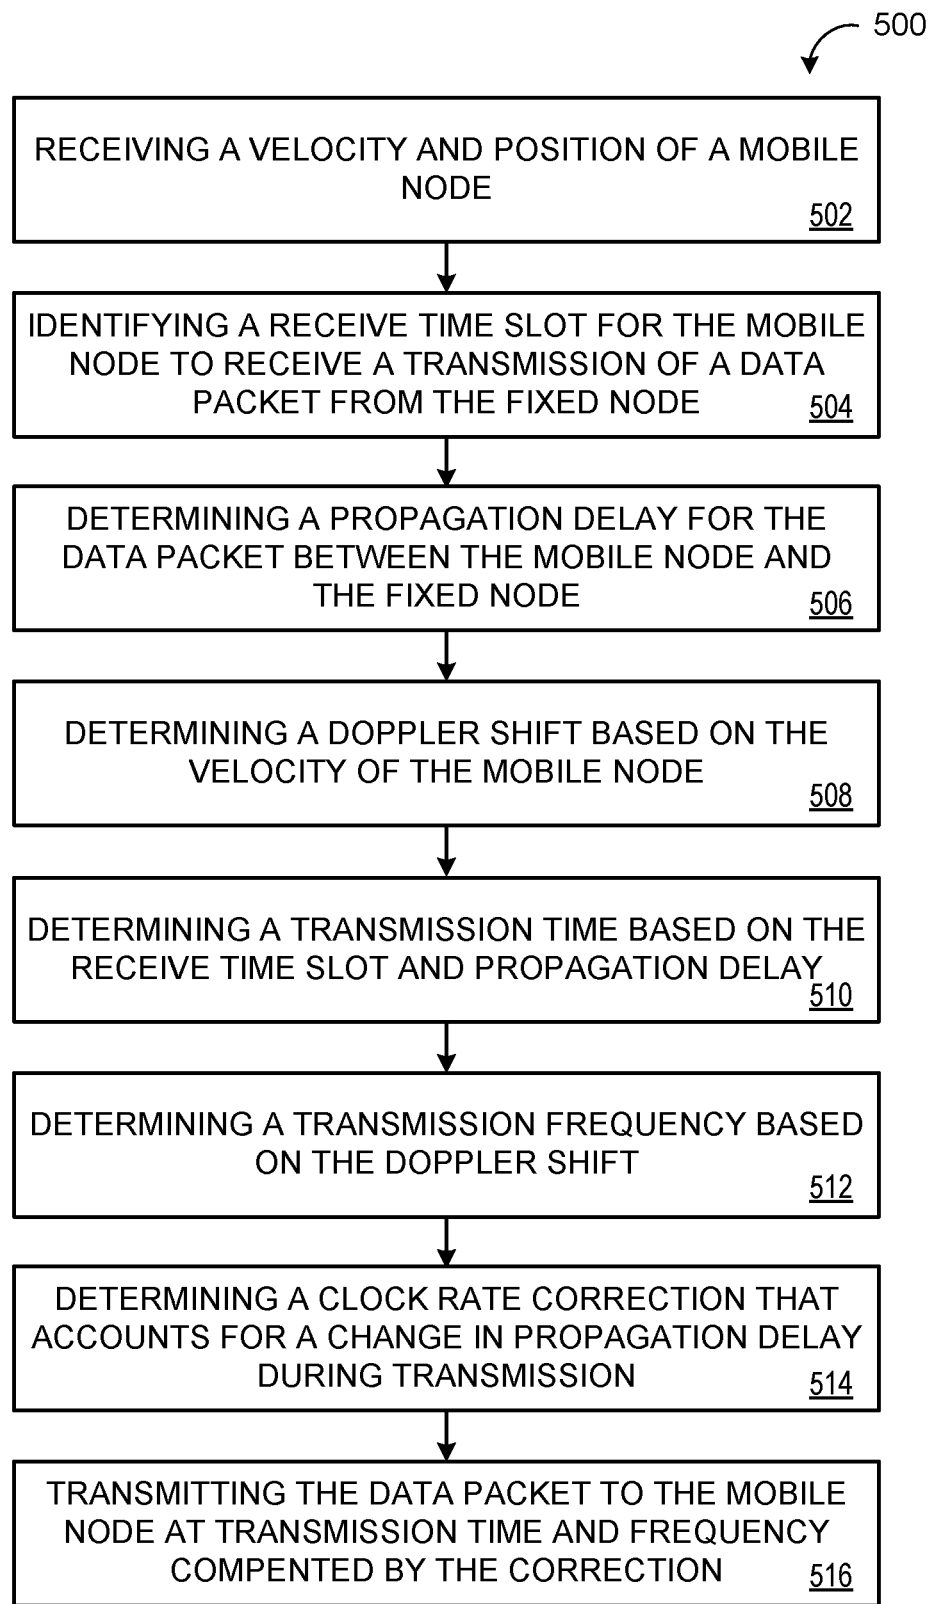 500
RECEIVING A VELOCITY AND POSITION OF A MOBILE
NODE
502
IDENTIFYING A RECEIVE TIME SLOT FOR THE MOBILE
NODE TO RECEIVE A TRANSMISSION OF A DATA
PACKET FROM THE FIXED NODE
504
DETERMINING A PROPAGATION DELAY FOR THE
DATA PACKET BETWEEN THE MOBILE NODE AND
THE FIXED NODE
506
DETERMINING A DOPPLER SHIFT BASED ON THE
VELOCITY OF THE MOBILE NODE
508
DETERMINING A TRANSMISSION TIME BASED ON THE
RECEIVE TIME SLOT AND PROPAGATION DELAY
510
DETERMINING A TRANSMISSION FREQUENCY BASED
ON THE DOPPLER SHIFT
512
DETERMINING A CLOCK RATE CORRECTION THAT
ACCOUNTS FOR A CHANGE IN PROPAGATION DELAY
DURING TRANSMISSION
514
TRANSMITTING THE DATA PACKET TO THE MOBILE
NODE AT TRANSMISSION TIME AND FREQUENCY
COMPENTED BY THE CORRECTION
516